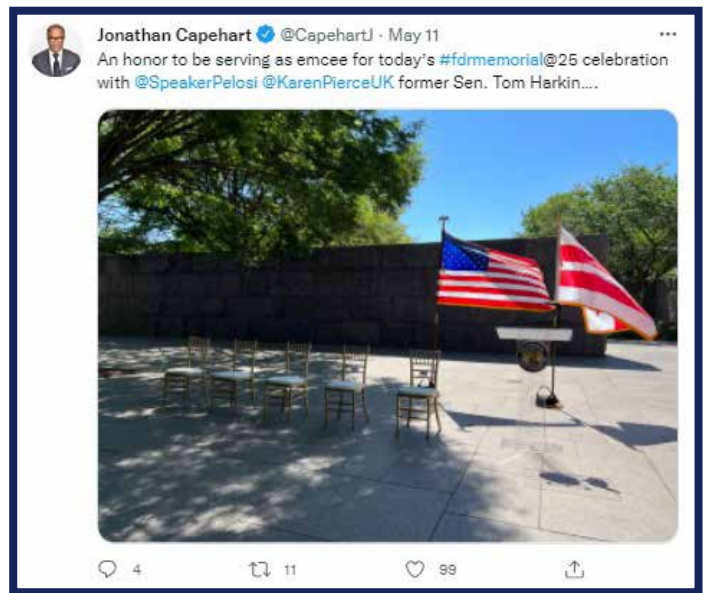 Jonathan Capehart @CapehartJ · May 11
An honor to be serving as emcee for today's #fdrmemorial@25 celebration
with @SpeakerPelosi @KarenPierceUK former Sen. Tom Harkin....
4 11 99